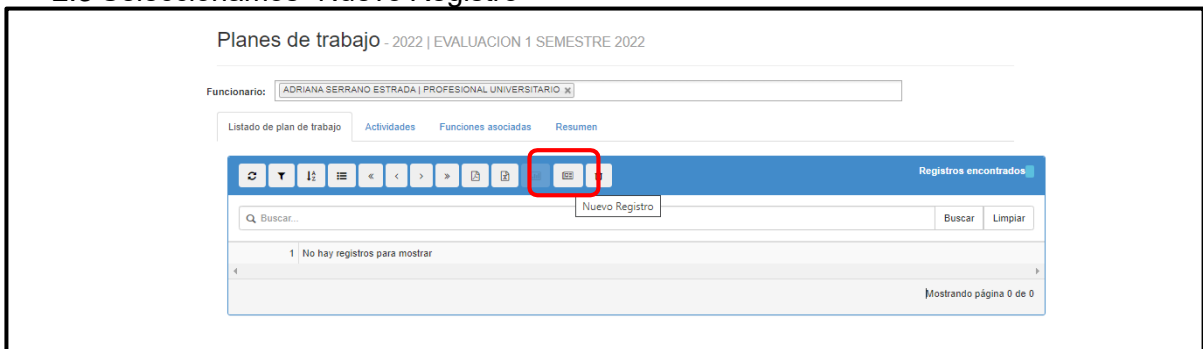 Planes de trabajo - 2022 | EVALUACION 1 SEMESTRE 2022
Funcionario: ADRIANA SERRANO ESTRADA | PROFESIONAL UNIVERSITARIO x
Listado de plan de trabajo Actividades Funciones asociadas Resumen
Registros encontrados
Nuevo Registro
Buscar... Buscar Limpiar
1 No hay registros para mostrar
Mostrando página 0 de 0